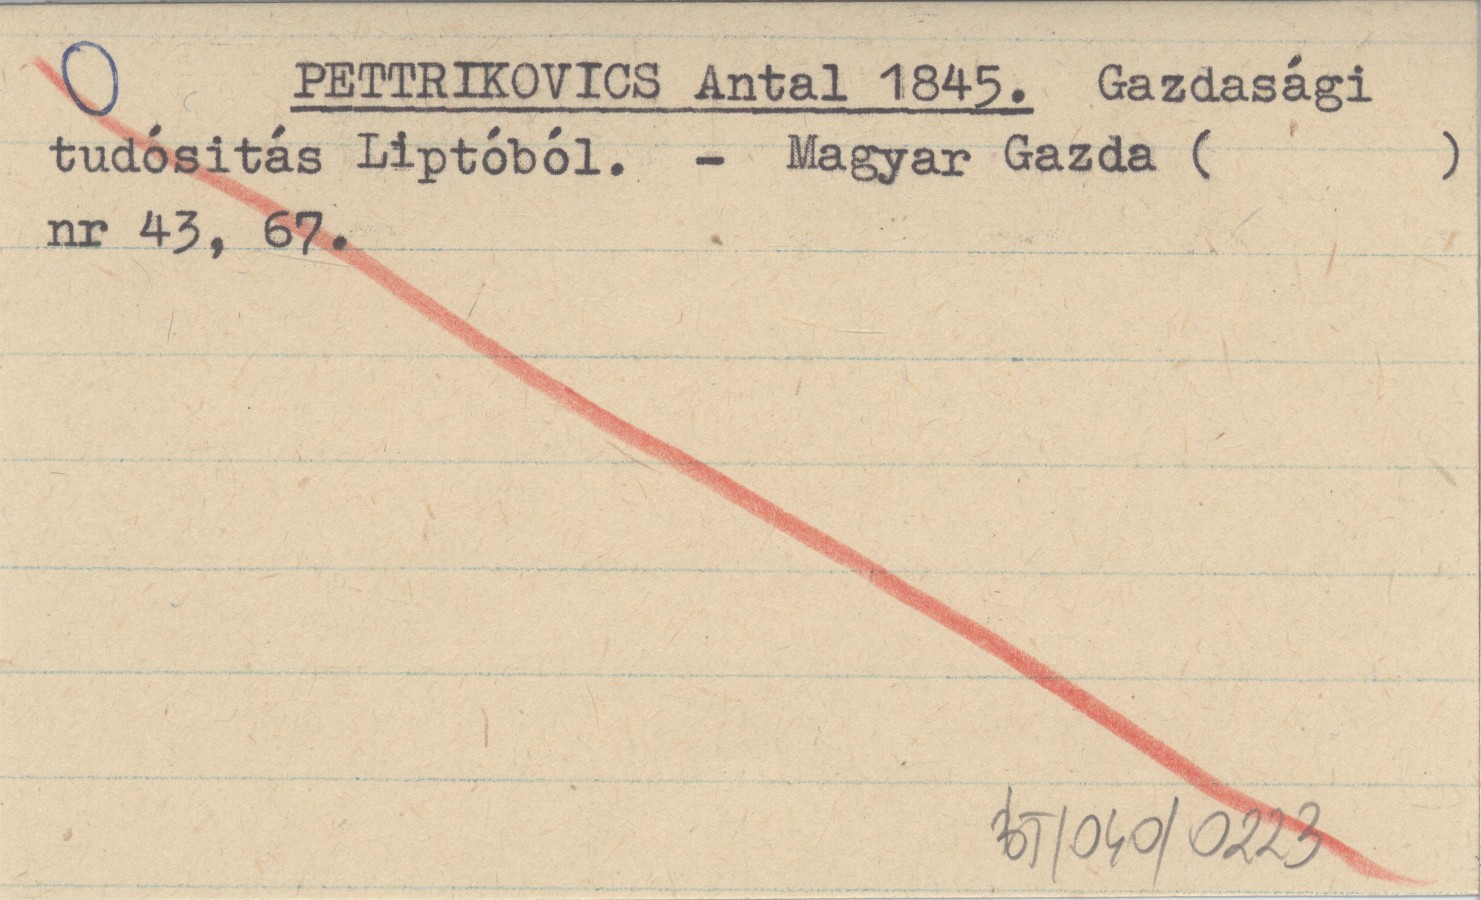 O PETTRIKOVICS Antal 1845. Gazdasági
tudósitás Liptóból. - Magyar Gazda ( )
nr 43, 67.
BT/040/0223